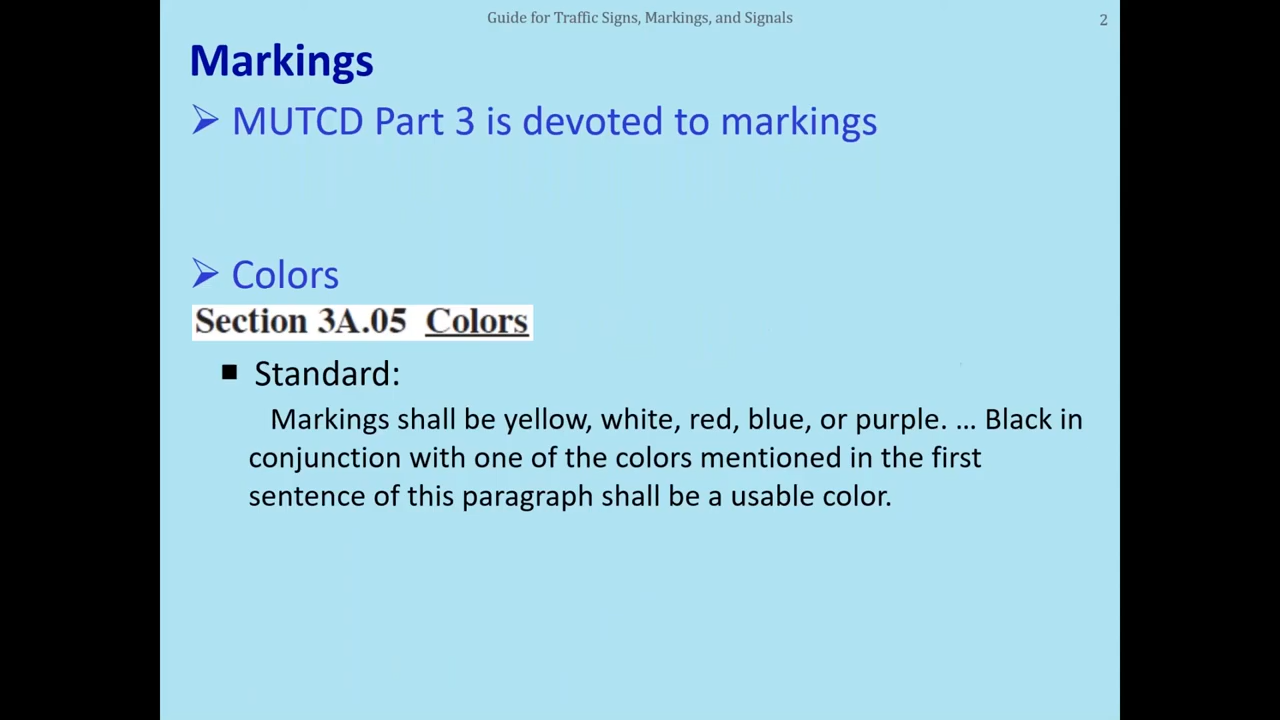 Guide for Traffic Signs, Markings, and Signals 2
Markings
➢ MUTCD Part 3 is devoted to markings
➢ Colors
Section 3A.05 Colors
■ Standard:
Markings shall be yellow, white, red, blue, or purple. … Black in
conjunction with one of the colors mentioned in the first
sentence of this paragraph shall be a usable color.